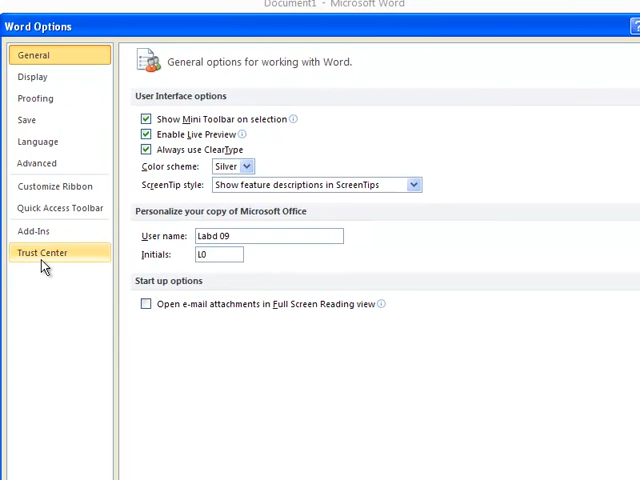 Document1 - Microsoft Word
Word Options
?
General
Display
Proofing
Save
Language
Advanced
Customize Ribbon
Quick Access Toolbar
Add-Ins
Trust Center
General options for working with Word.
User Interface options
Show Mini Toolbar on selection
Enable Live Preview
Always use ClearType
Color scheme: Silver
ScreenTip style: Show feature descriptions in ScreenTips
Personalize your copy of Microsoft Office
User name: Labd 09
Initials: L0
Start up options
Open e-mail attachments in Full Screen Reading view